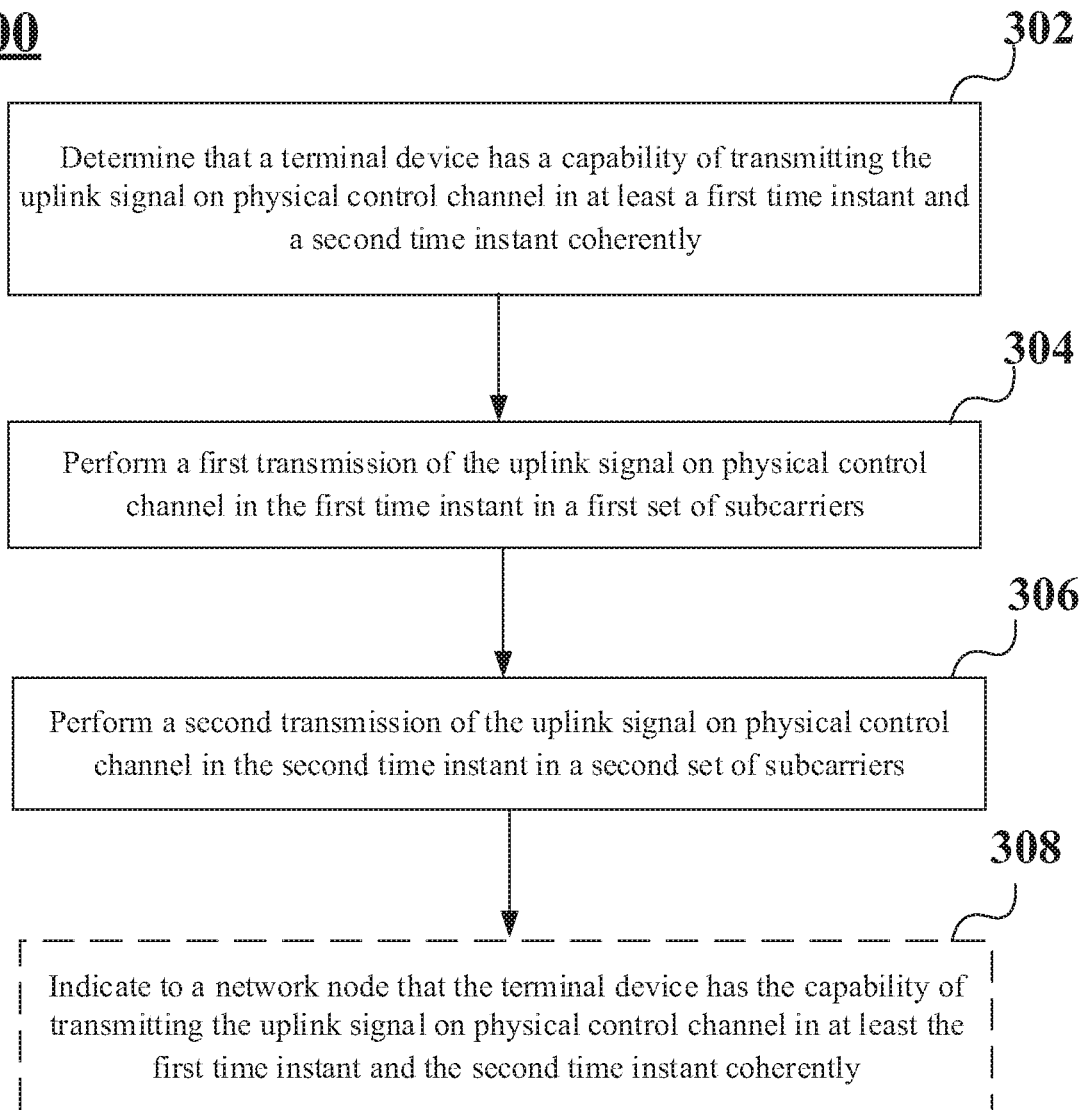 00
302
Determine that a terminal device has a capability of transmitting the
uplink signal on physical control channel in at least a first time instant and
a second time instant coherently
304
Perform a first transmission of the uplink signal on physical control
channel in the first time instant in a first set of subcarriers
306
Perform a second transmission of the uplink signal on physical control
channel in the second time instant in a second set of subcarriers
308
Indicate to a network node that the terminal device has the capability of
transmitting the uplink signal on physical control channel in at least the
first time instant and the second time instant coherently